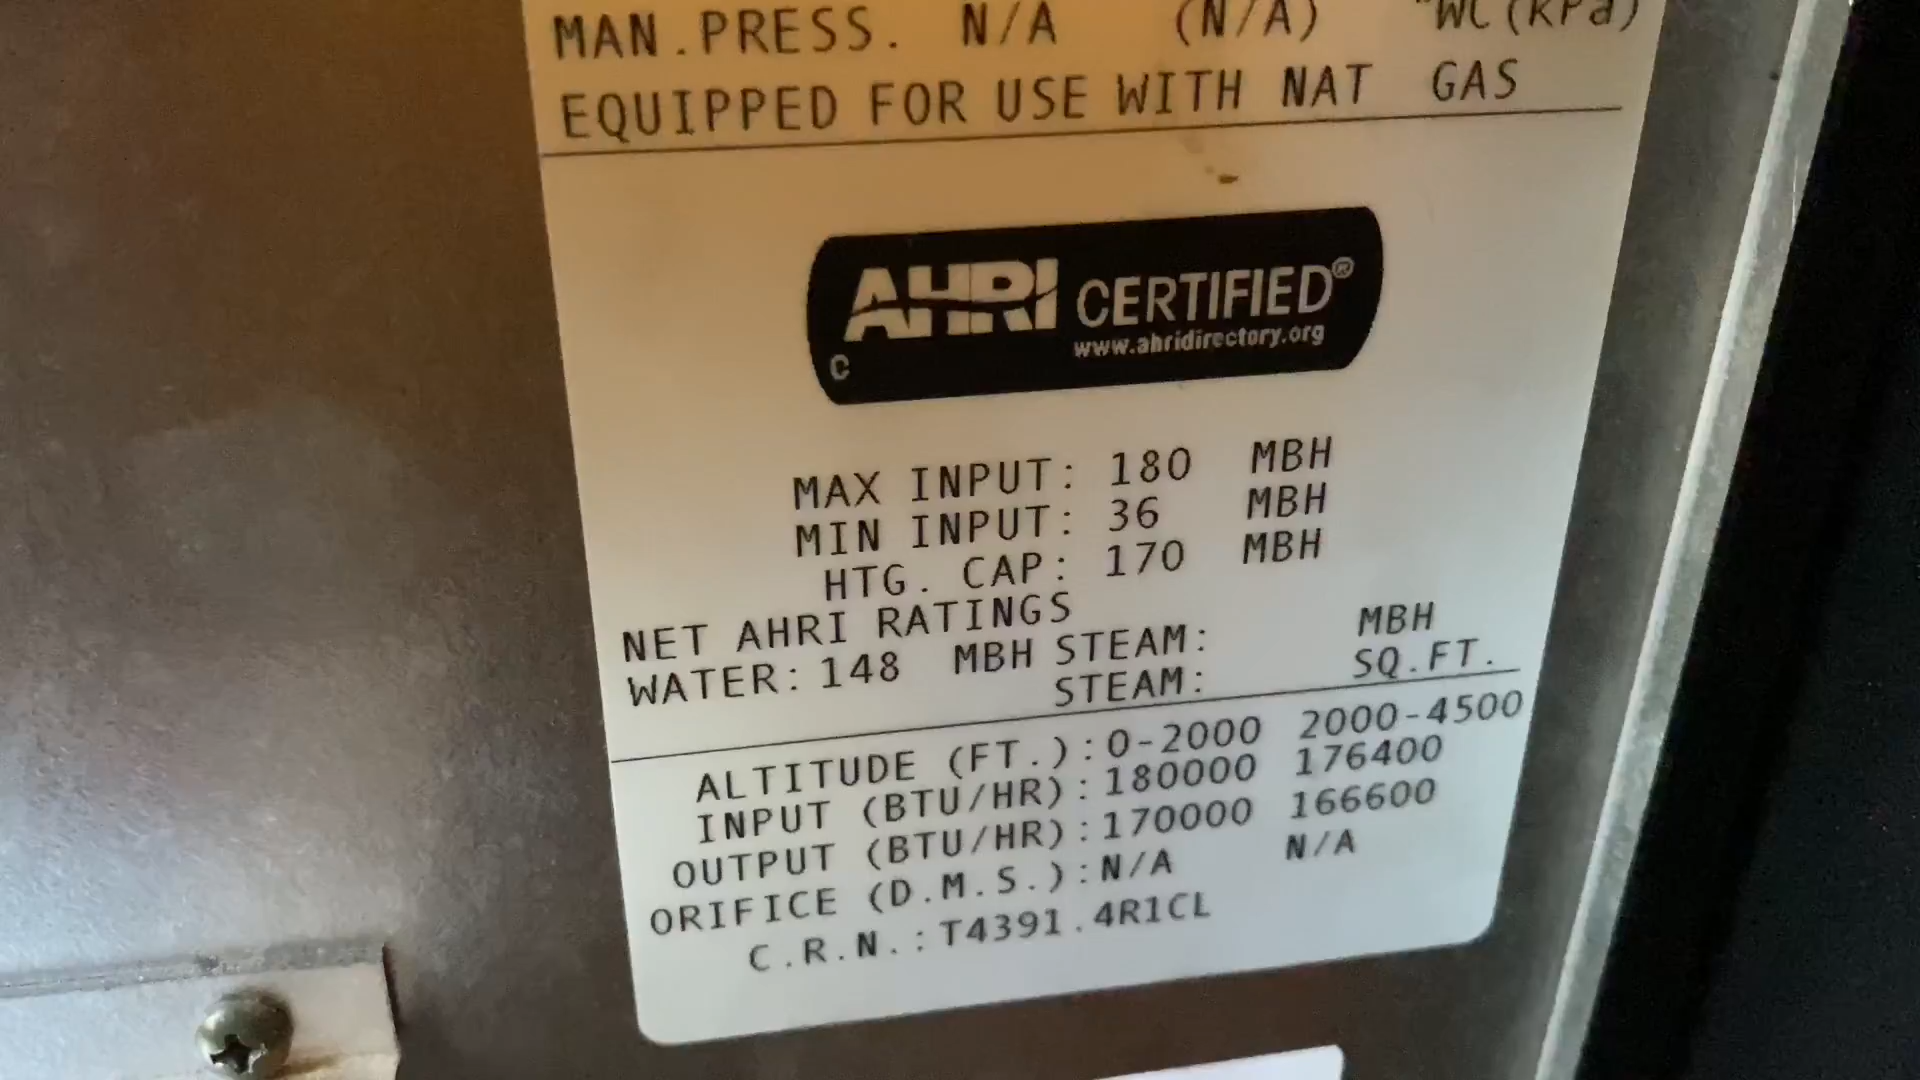 MAN.PRESS. N/A (N/A) "WC(kPa)
EQUIPPED FOR USE WITH NAT GAS
AHRI CERTIFIED®
www.ahridirectory.org
C
MAX INPUT: 180 MBH
MIN INPUT: 36 MBH
HTG. CAP: 170 MBH
NET AHRI RATINGS
WATER: 148 MBH STEAM: MBH
STEAM: SQ.FT.
ALTITUDE (FT.):0-2000 2000-4500
INPUT (BTU/HR):180000 176400
OUTPUT (BTU/HR):170000 166600
ORIFICE (D.M.S.):N/A N/A
C.R.N.:T4391.4R1CL